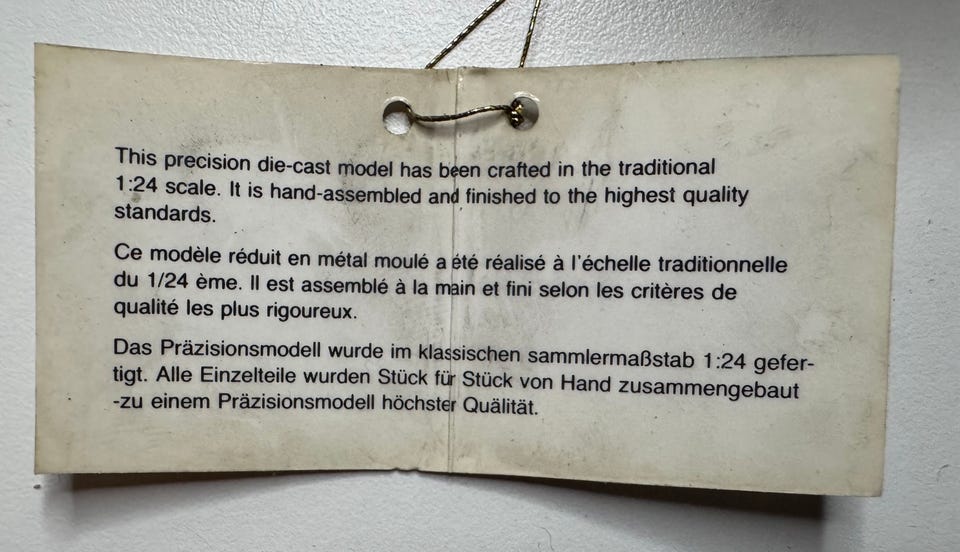 This precision die-cast model has been crafted in the traditional
1:24 scale. It is hand-assembled and finished to the highest quality
standards.
Ce modèle réduit en métal moulé a été réalisé à l'échelle traditionnelle
du 1/24 ème. Il est assemblé à la main et fini selon les critères de
qualité les plus rigoureux.
Das Präzisionsmodell wurde im klassischen sammlermaßstab 1:24 gefer-
tigt. Alle Einzelteile wurden Stück für Stück von Hand zusammengebaut
-zu einem Präzisionsmodell höchster Quälität.